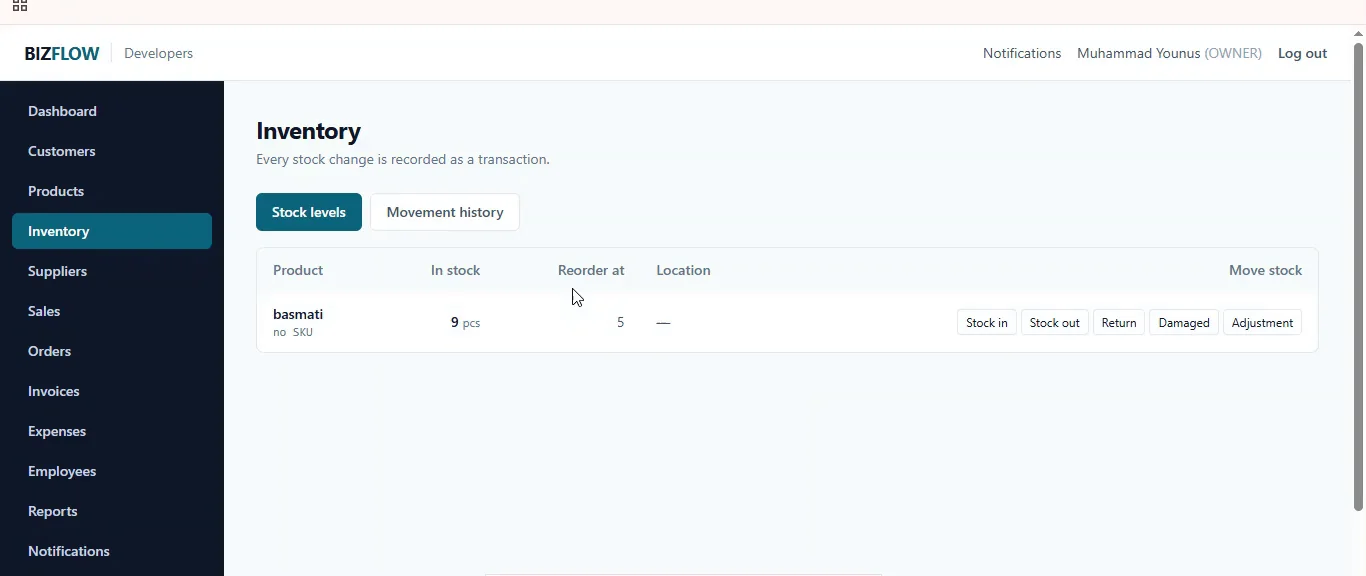 BIZFLOW Developers Notifications Muhammad Younus (OWNER) Log out
Dashboard
Customers
Products
Inventory
Suppliers
Sales
Orders
Invoices
Expenses
Employees
Reports
Notifications
Inventory
Every stock change is recorded as a transaction.
Stock levels Movement history
Product In stock Reorder at Location Move stock
basmati
no SKU
9 pcs 5 — Stock in Stock out Return Damaged Adjustment